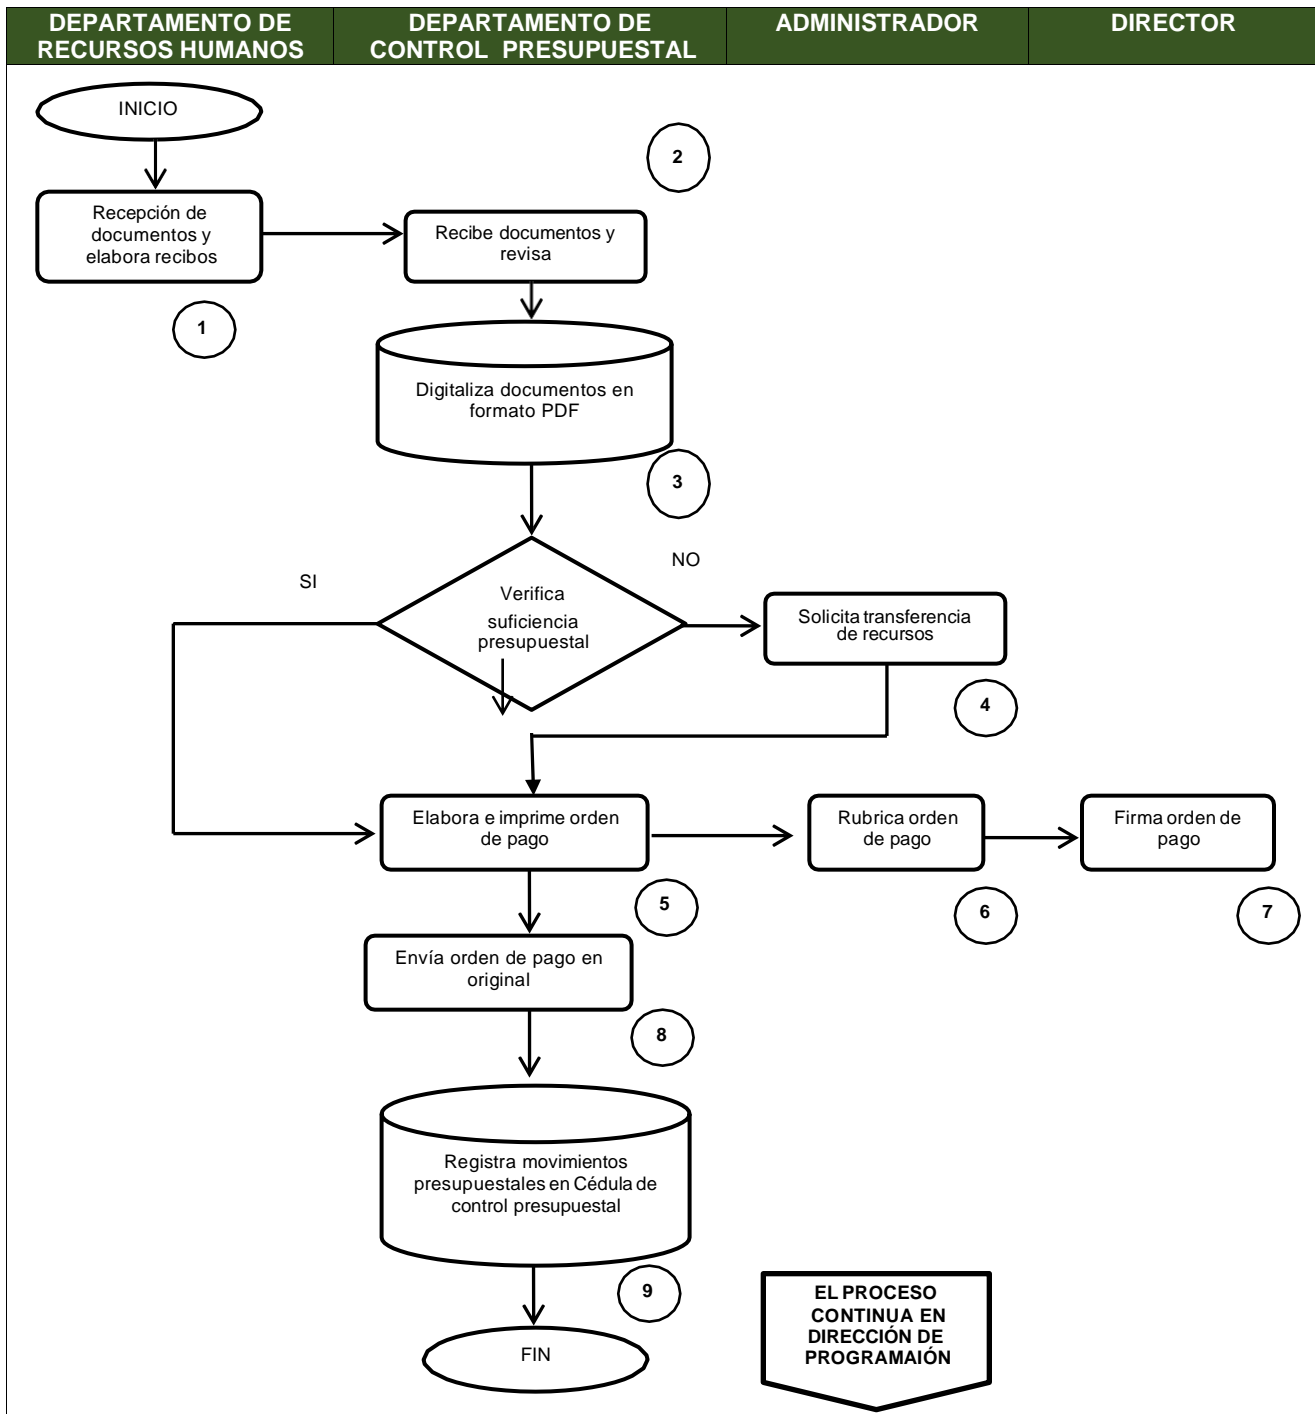 DEPARTAMENTO DE
RECURSOS HUMANOS
DEPARTAMENTO DE
CONTROL PRESUPUESTAL
ADMINISTRADOR
DIRECTOR
INICIO
2
Recepción de
documentos y
elabora recibos
Recibe documentos y
revisa
1
Digitaliza documentos en
formato PDF
3
SI
NO
Verifica
suficiencia
presupuestal
Solicita transferencia
de recursos
4
Elabora e imprime orden
de pago
Rubrica orden
de pago
Firma orden de
pago
5
6
7
Envía orden de pago en
original
8
Registra movimientos
presupuestales en Cédula de
control presupuestal
9
EL PROCESO
CONTINUA EN
DIRECCIÓN DE
PROGRAMAIÓN
FIN